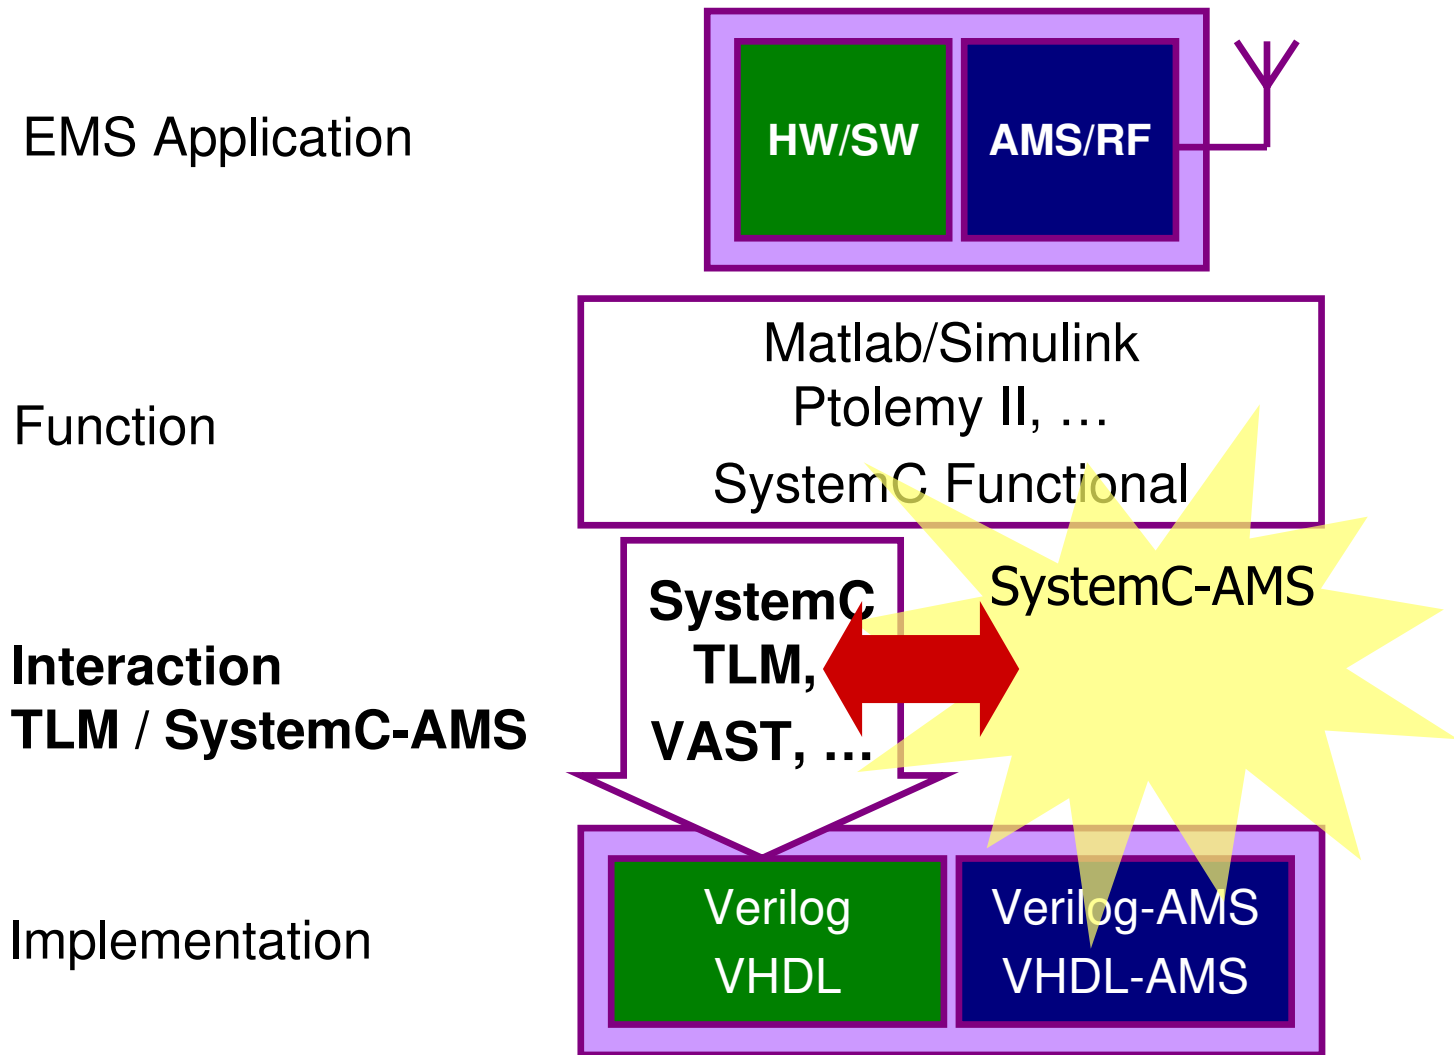 EMS Application
HW/SW
AMS/RF
Function
Matlab/Simulink
Ptolemy II, …
SystemC Functional
Interaction
TLM / SystemC-AMS
SystemC
TLM,
VAST, …
SystemC-AMS
Implementation
Verilog
VHDL
Verilog-AMS
VHDL-AMS